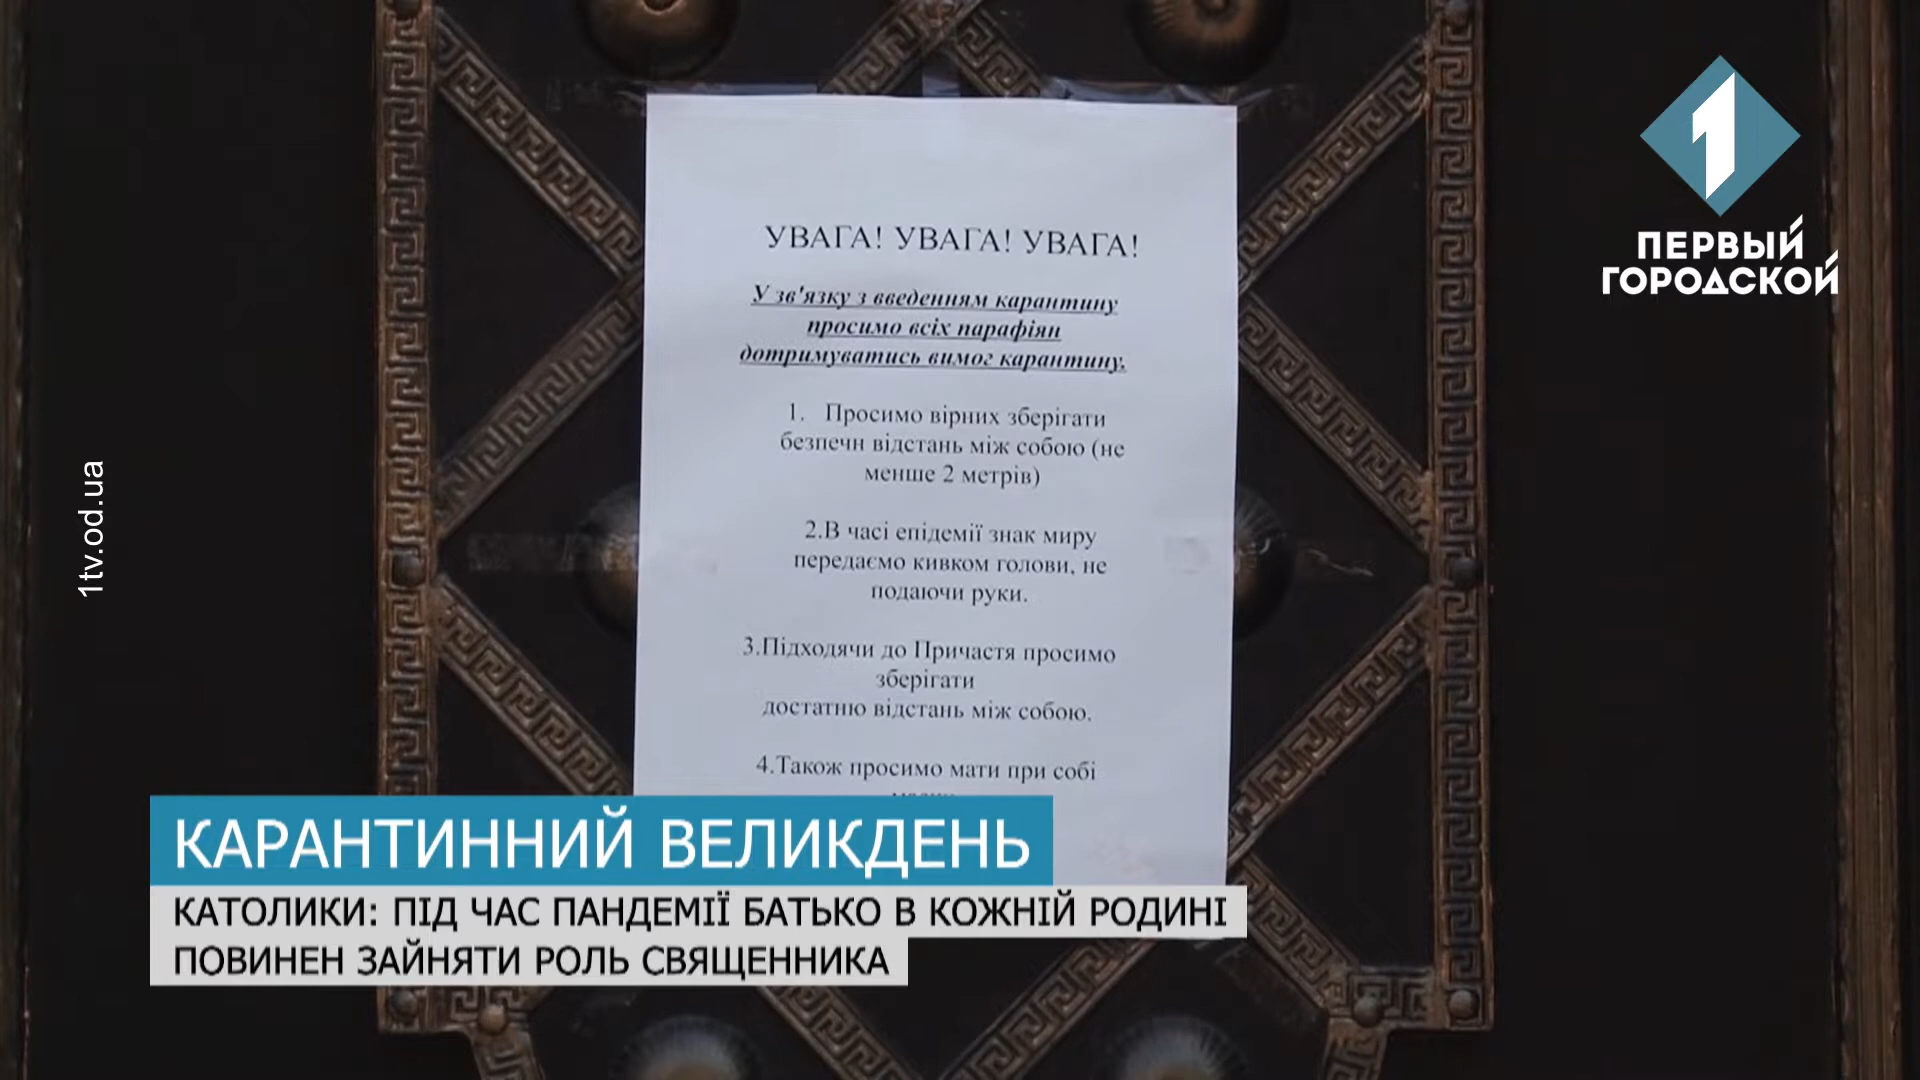 УВАГА! УВАГА! УВАГА!
У зв'язку з введенням карантину
просимо всіх парафіян
дотримуватись вимог карантину.
1. Просимо вірних зберігати
безпечн відстань між собою (не
менше 2 метрів)
2.В часі епідемії знак миру
передаємо кивком голови, не
подаючи руки.
3.Підходячи до Причастя просимо
зберігати
достатню відстань між собою.
4.Також просимо мати при собі
КАРАНТИННИЙ ВЕЛИКДЕНЬ
КАТОЛИКИ: ПІД ЧАС ПАНДЕМІЇ БАТЬКО В КОЖНІЙ РОДИНІ
ПОВИНЕН ЗАЙНЯТИ РОЛЬ СВЯЩЕННИКА
1
ПЕРВЫЙ
ГОРОДСКОЙ
1tv.od.ua